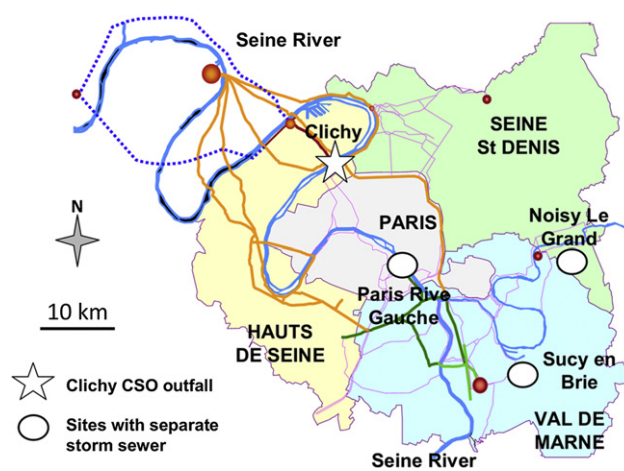 Seine River
Clichy
SEINE
St DENIS
N
PARIS
Noisy Le
Grand
10 km
Paris Rive
Gauche
HAUTS
DE SEINE
Sucy en
Brie
Clichy CSO outfall
Sites with separate
storm sewer
VAL DE
MARNE
Seine River